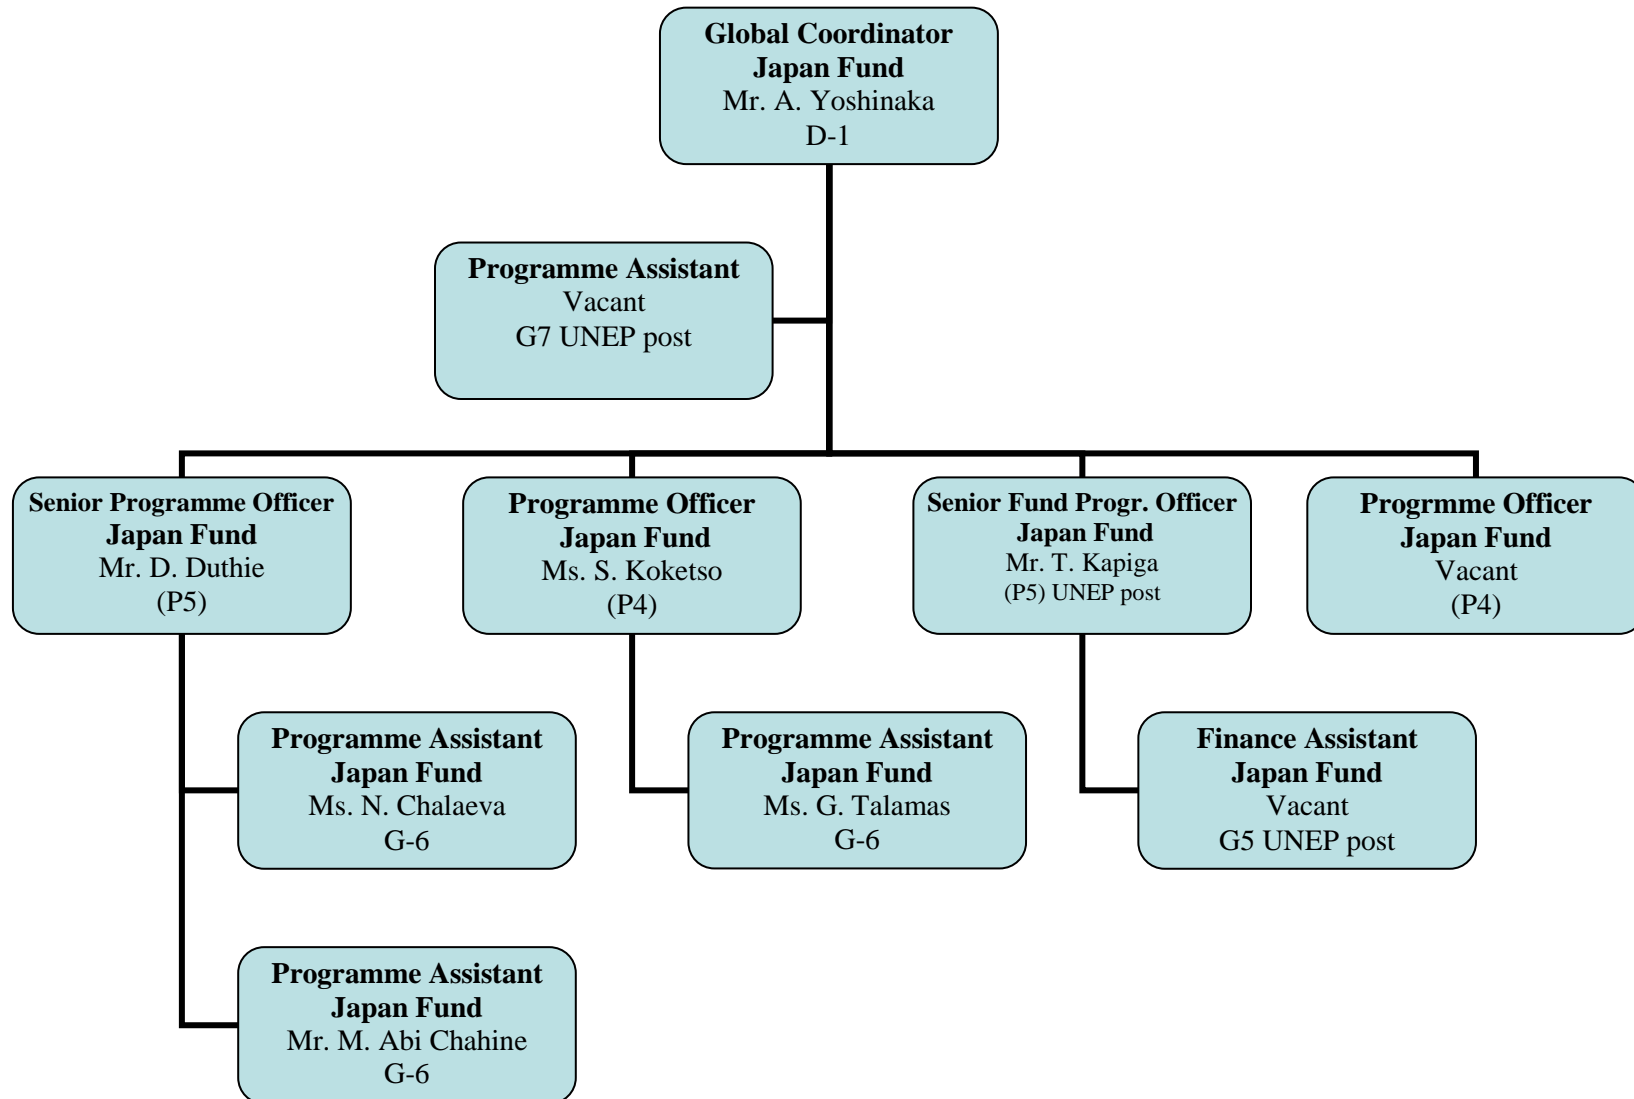 Global Coordinator
Japan Fund
Mr. A. Yoshinaka
D-1
Programme Assistant
Vacant
G7 UNEP post
Senior Programme Officer
Japan Fund
Mr. D. Duthie
(P5)
Programme Officer
Japan Fund
Ms. S. Koketso
(P4)
Senior Fund Progr. Officer
Japan Fund
Mr. T. Kapiga
(P5) UNEP post
Progrmme Officer
Japan Fund
Vacant
(P4)
Programme Assistant
Japan Fund
Ms. N. Chalaeva
G-6
Programme Assistant
Japan Fund
Ms. G. Talamas
G-6
Finance Assistant
Japan Fund
Vacant
G5 UNEP post
Programme Assistant
Japan Fund
Mr. M. Abi Chahine
G-6